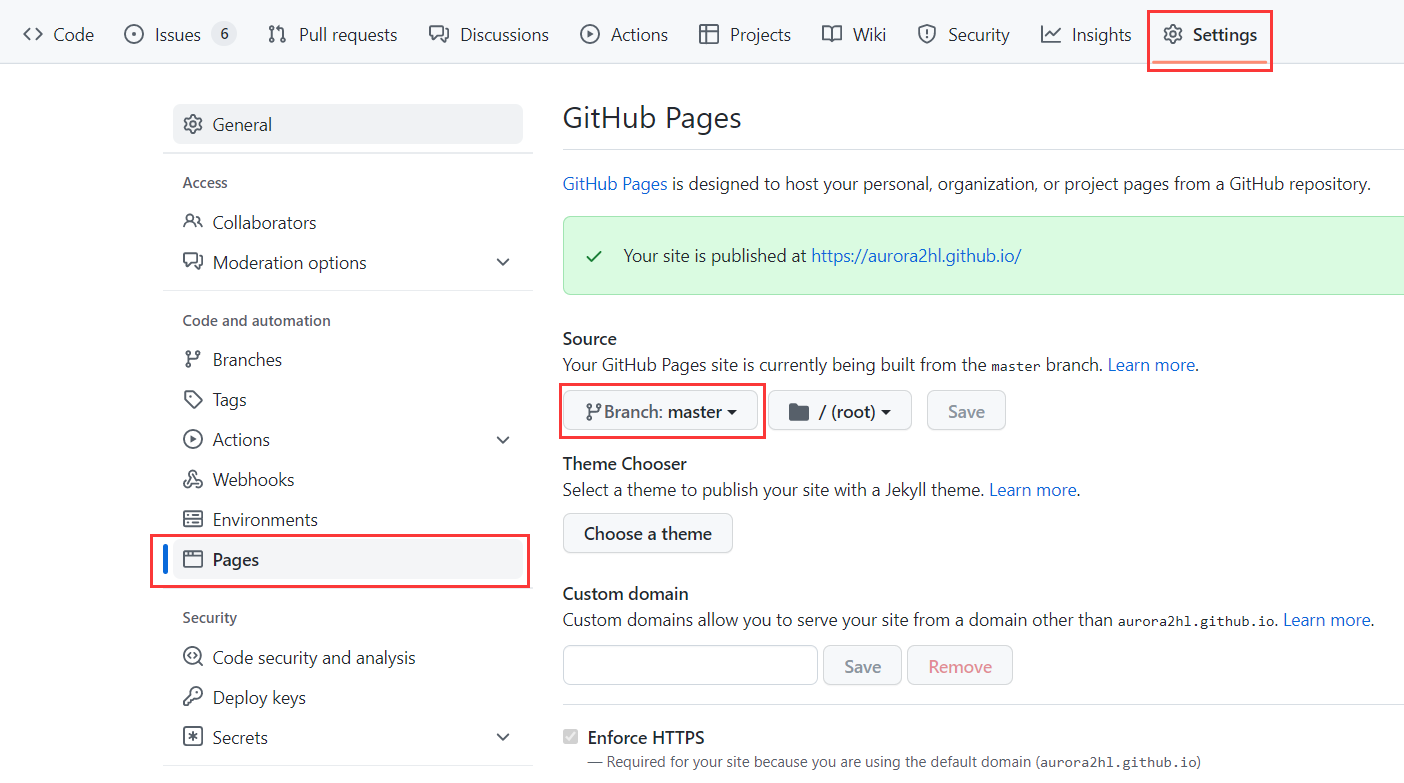 Code Issues 6 Pull requests Discussions Actions Projects Wiki Security Insights Settings
General
Access
Collaborators
Moderation options
Code and automation
Branches
Tags
Actions
Webhooks
Environments
Pages
Security
Code security and analysis
Deploy keys
Secrets
GitHub Pages
GitHub Pages is designed to host your personal, organization, or project pages from a GitHub repository.
Your site is published at https://aurora2hl.github.io/
Source
Your GitHub Pages site is currently being built from the master branch. Learn more.
Branch: master / (root) Save
Theme Chooser
Select a theme to publish your site with a Jekyll theme. Learn more.
Choose a theme
Custom domain
Custom domains allow you to serve your site from a domain other than aurora2hl.github.io. Learn more.
Save Remove
Enforce HTTPS
— Required for your site because you are using the default domain (aurora2hl.github.io)